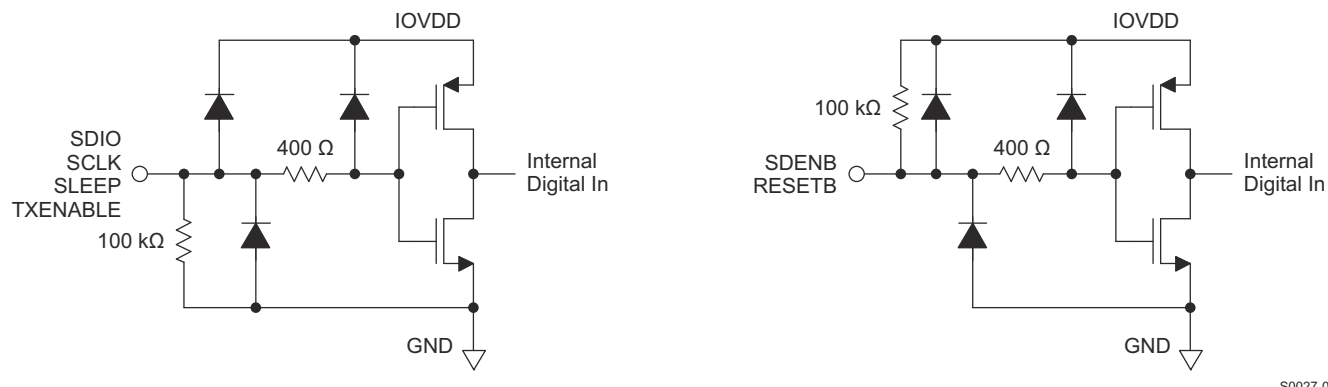 IOVDD
100 kΩ
400 Ω
SDIO
SCLK
SLEEP
TXENABLE
Internal
Digital In
GND
IOVDD
100 kΩ
400 Ω
SDENB
RESETB
Internal
Digital In
GND